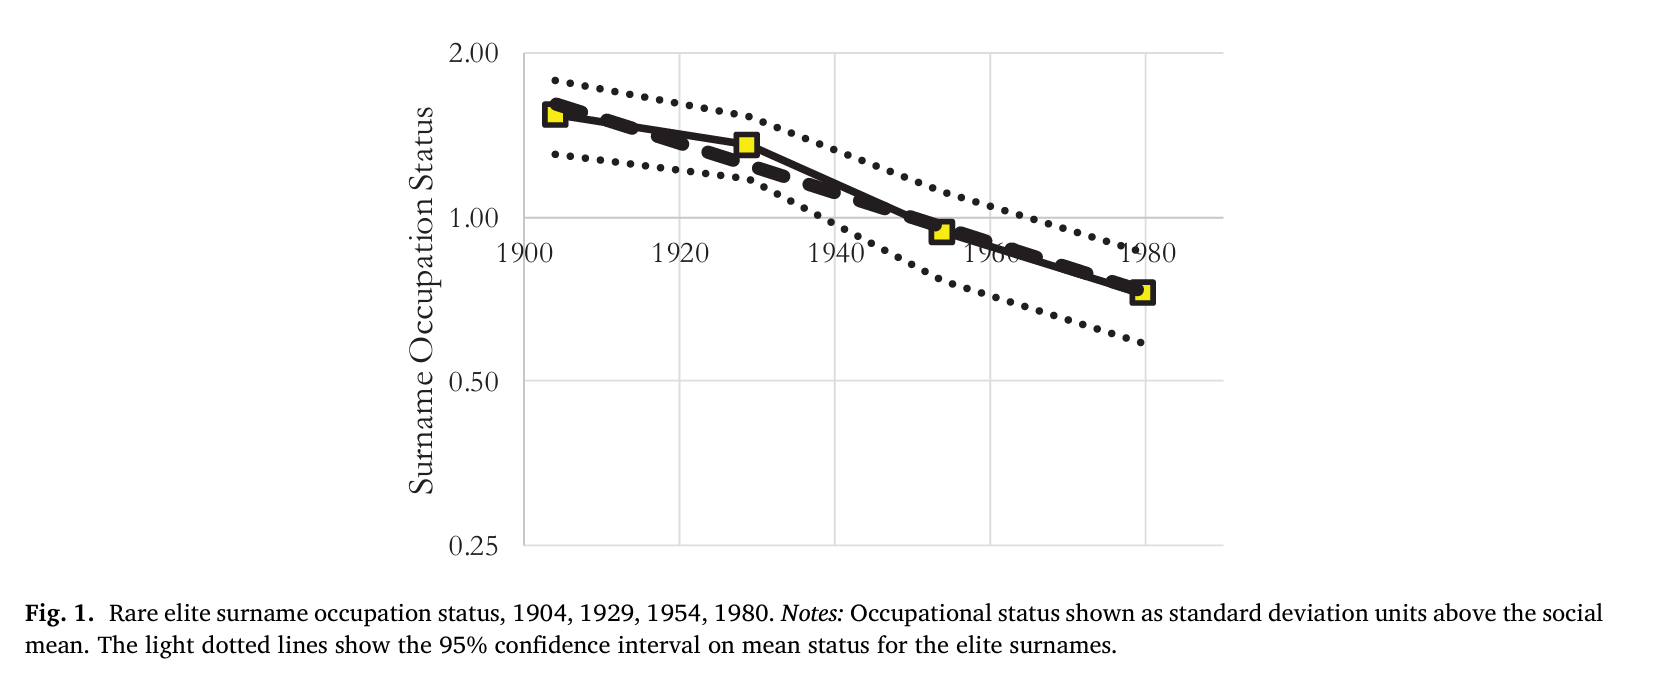 2.00
1.00
1900 1920 1940 1960 1980
0.50
0.25
Surname Occupation Status
Fig. 1. Rare elite surname occupation status, 1904, 1929, 1954, 1980. Notes: Occupational status shown as standard deviation units above the social
mean. The light dotted lines show the 95% confidence interval on mean status for the elite surnames.